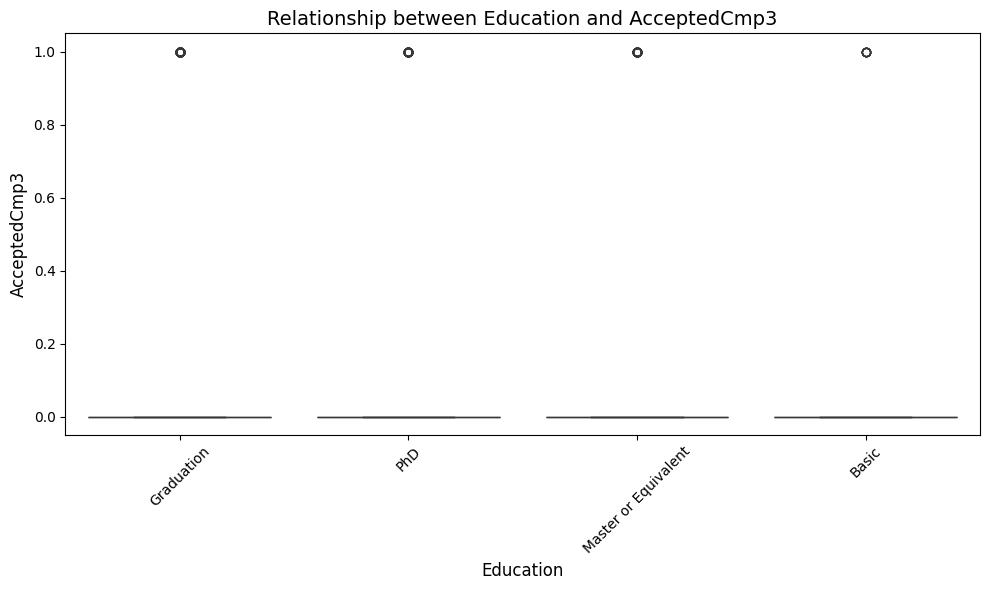 Relationship between Education and AcceptedCmp3
AcceptedCmp3
1.0
0.8
0.6
0.4
0.2
0.0
Graduation
PhD
Master or Equivalent
Basic
Education